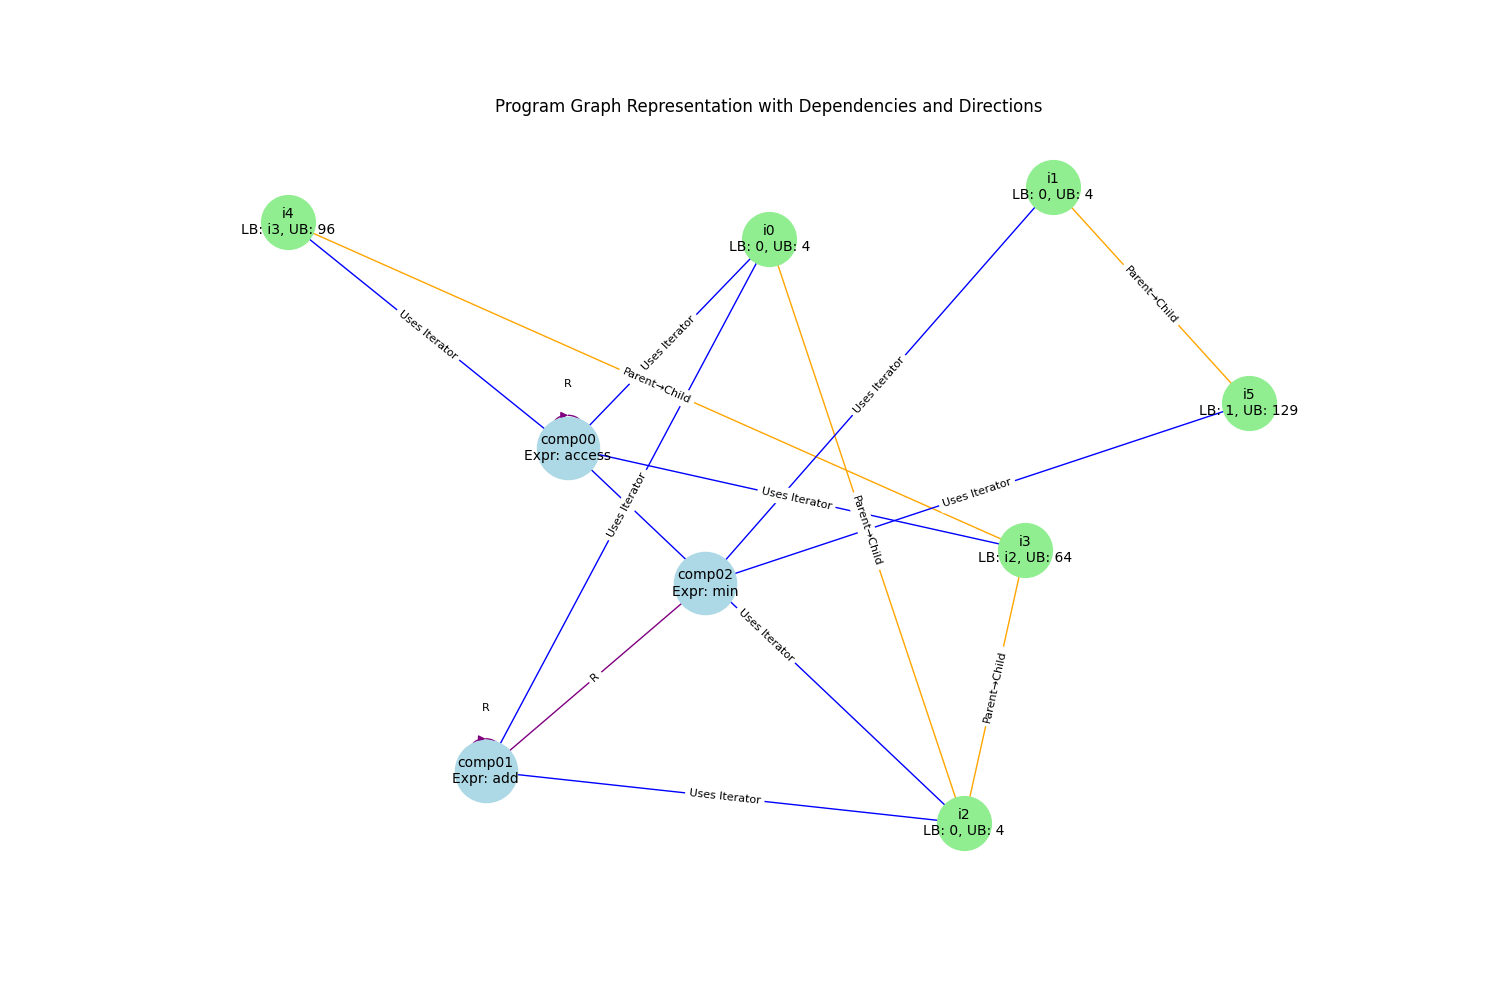 Program Graph Representation with Dependencies and Directions
i1
LB: 0, UB: 4
i4
LB: i3, UB: 96
i0
LB: 0, UB: 4
Parent→Child
Uses Iterator
Uses Iterator
Parent→Child
R
Uses Iterator
i5
LB: 1, UB: 129
comp00
Expr: access
Uses Iterator
Uses Iterator
Uses Iterator
Parent→Child
i3
LB: i2, UB: 64
comp02
Expr: min
Uses Iterator
R
Parent→Child
R
comp01
Expr: add
Uses Iterator
i2
LB: 0, UB: 4